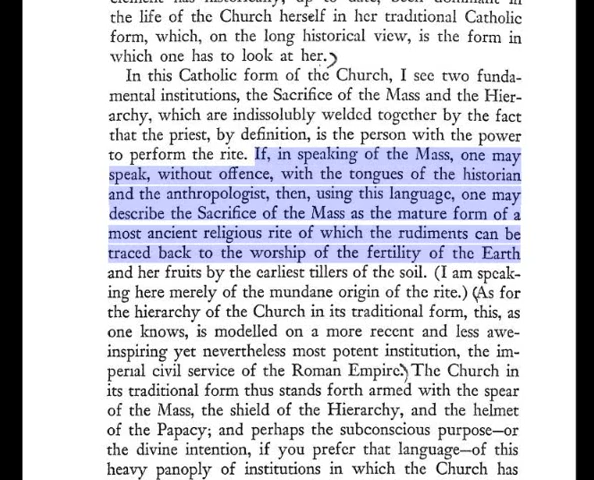 element has historically, up to date, been dominant in
the life of the Church herself in her traditional Catholic
form, which, on the long historical view, is the form in
which one has to look at her.)
In this Catholic form of the Church, I see two funda-
mental institutions, the Sacrifice of the Mass and the Hier-
archy, which are indissolubly welded together by the fact
that the priest, by definition, is the person with the power
to perform the rite. If, in speaking of the Mass, one may
speak, without offence, with the tongues of the historian
and the anthropologist, then, using this language, one may
describe the Sacrifice of the Mass as the mature form of a
most ancient religious rite of which the rudiments can be
traced back to the worship of the fertility of the Earth
and her fruits by the earliest tillers of the soil. (I am speak-
ing here merely of the mundane origin of the rite.) (As for
the hierarchy of the Church in its traditional form, this, as
one knows, is modelled on a more recent and less awe-
inspiring yet nevertheless most potent institution, the im-
perial civil service of the Roman Empire.) The Church in
its traditional form thus stands forth armed with the spear
of the Mass, the shield of the Hierarchy, and the helmet
of the Papacy; and perhaps the subconscious purpose—or
the divine intention, if you prefer that language—of this
heavy panoply of institutions in which the Church has